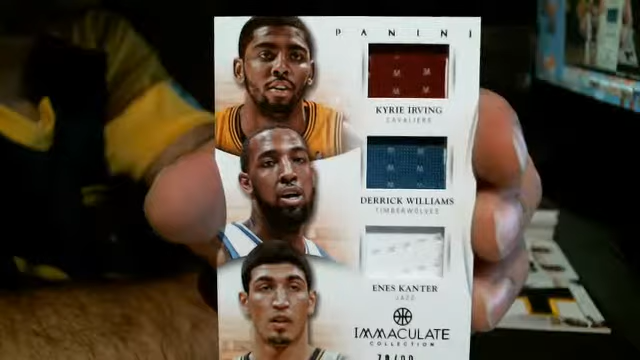 PANINI
KYRIE IRVING
CAVALIERS
DERRICK WILLIAMS
TIMBERWOLVES
ENES KANTER
JAZZ
IMMACULATE
COLLECTION